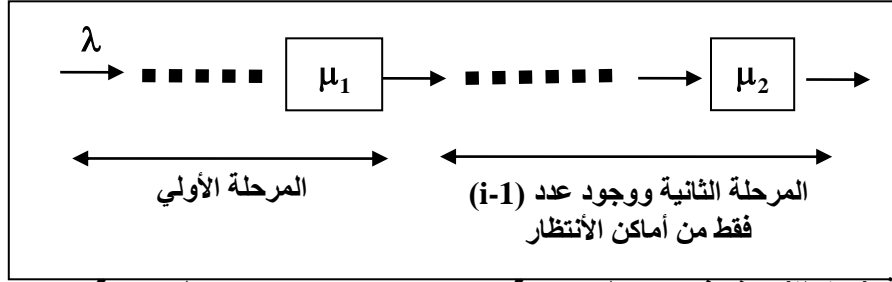 λ
μ1
μ2
المرحلة الأولي
المرحلة الثانية ووجود عدد (i-1)
فقط من أماكن الأنتظار